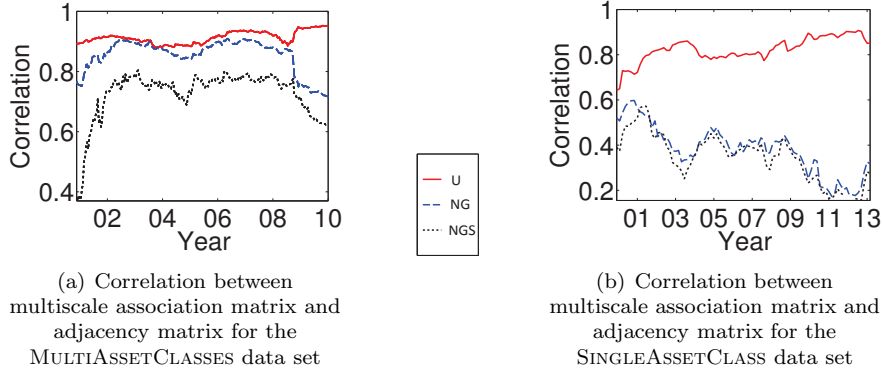 1
0.8
0.6
0.4
Correlation
02 04 06 08 10
Year
U
NG
NGS
1
0.8
0.6
0.4
0.2
Correlation
01 03 05 07 09 11 13
Year
(a) Correlation between
multiscale association matrix and
adjacency matrix for the
MULTIASSETCLASSES data set
(b) Correlation between
multiscale association matrix and
adjacency matrix for the
SINGLEASSETCLASS data set